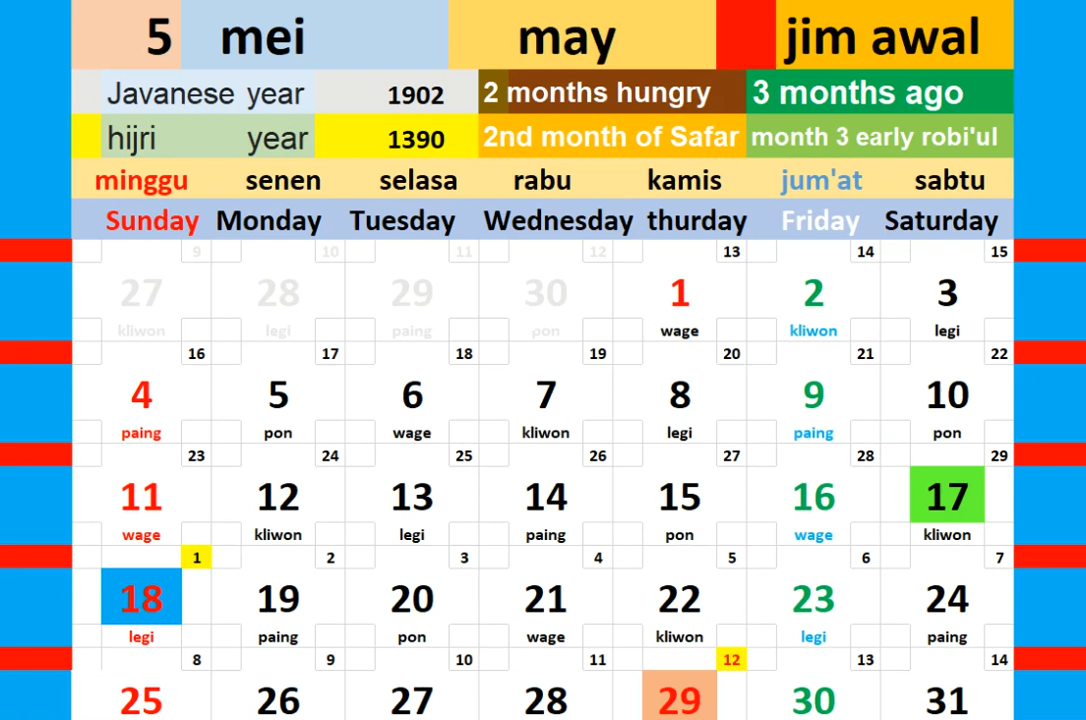 5 mei may jim awal
Javanese year 1902 2 months hungry 3 months ago
hijri year 1390 2nd month of Safar month 3 early robi'ul
minggu senen selasa rabu kamis jum'at sabtu
Sunday Monday Tuesday Wednesday thurday Friday Saturday
9 10 11 12 13 14 15
27 28 29 30 1 2 3
kliwon legi paing pon wage kliwon legi
16 17 18 19 20 21 22
4 5 6 7 8 9 10
paing pon wage kliwon legi paing pon
23 24 25 26 27 28 29
11 12 13 14 15 16 17
wage kliwon legi paing pon wage kliwon
1 2 3 4 5 6 7
18 19 20 21 22 23 24
legi paing pon wage kliwon legi paing
8 9 10 11 12 13 14
25 26 27 28 29 30 31